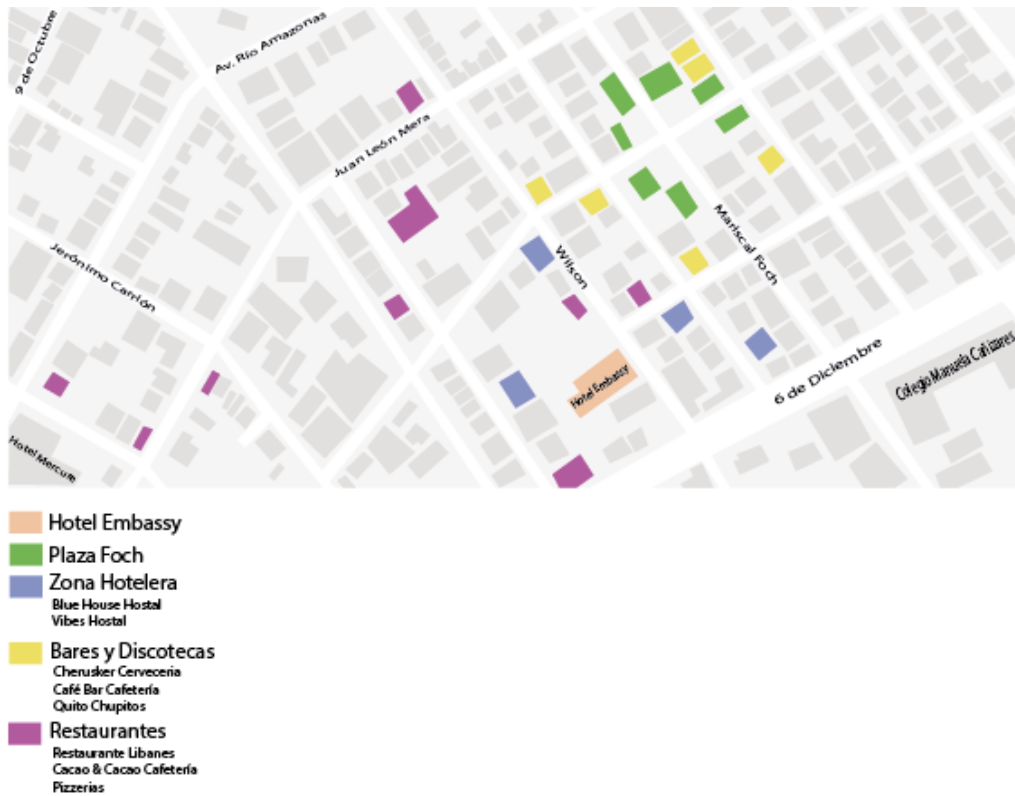 9 de Octubre
Av. Río Amazonas
Juan León Mera
Jerónimo Carrión
Wilson
Mariscal Foch
6 de Diciembre
Colegio Manuela Cañizares
Hotel Embassy
Hotel Mercure
Hotel Embassy
Plaza Foch
Zona Hotelera
Blue House Hostal
Vibes Hostal
Bares y Discotecas
Cherusker Cerveceria
Café Bar Cafetería
Quito Chupitos
Restaurantes
Restaurante Libanes
Cacao & Cacao Cafetería
Pizzerias